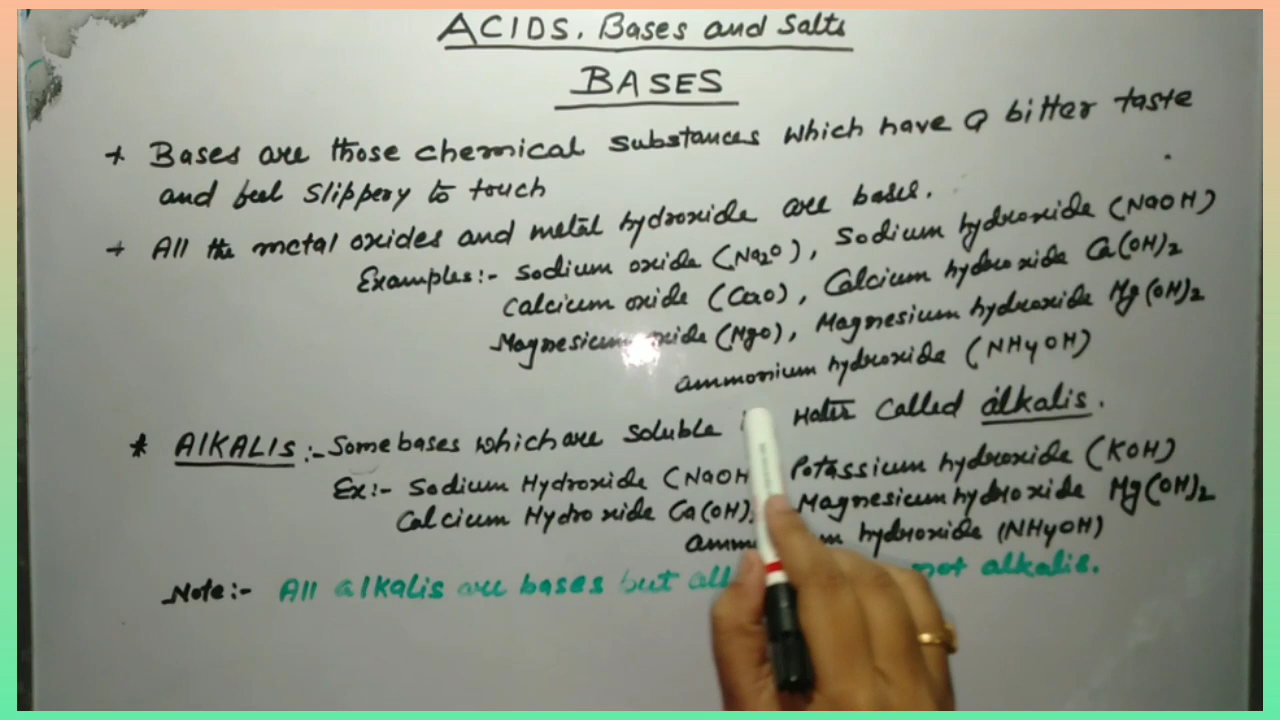 ACIDS, Bases and Salts
BASES
+ Bases are those chemical substances which have a bitter taste
and feel slippery to touch
+ All the metal oxides and metal hydroxide are bases.
Examples:- Sodium oxide (Na2O), Sodium hydroxide (NaOH)
Calcium oxide (CaO), Calcium hydroxide Ca(OH)2
Magnesium oxide (MgO), Magnesium hydroxide Mg(OH)2
ammonium hydroxide (NH4OH)
* AlKALIS:- Some bases which are soluble water called alkalis.
Ex:- Sodium Hydroxide (NaOH Potassium hydroxide (KOH)
Calcium Hydroxide Ca(OH) Magnesium hydroxide Mg(OH)2
hydroxide (NH4OH)
Note:- All alkalis are bases but all not alkalis.